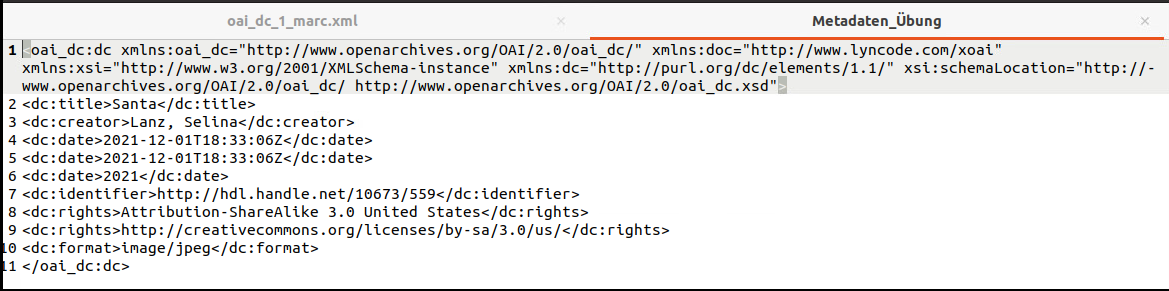 oai_dc_1_marc.xml × Metadaten_Übung ×
1 <oai_dc:dc xmlns:oai_dc="http://www.openarchives.org/OAI/2.0/oai_dc/" xmlns:doc="http://www.lyncode.com/xoai"
xmlns:xsi="http://www.w3.org/2001/XMLSchema-instance" xmlns:dc="http://purl.org/dc/elements/1.1/" xsi:schemaLocation="http://-
www.openarchives.org/OAI/2.0/oai_dc/ http://www.openarchives.org/OAI/2.0/oai_dc.xsd">
2 <dc:title>Santa</dc:title>
3 <dc:creator>Lanz, Selina</dc:creator>
4 <dc:date>2021-12-01T18:33:06Z</dc:date>
5 <dc:date>2021-12-01T18:33:06Z</dc:date>
6 <dc:date>2021</dc:date>
7 <dc:identifier>http://hdl.handle.net/10673/559</dc:identifier>
8 <dc:rights>Attribution-ShareAlike 3.0 United States</dc:rights>
9 <dc:rights>http://creativecommons.org/licenses/by-sa/3.0/us/</dc:rights>
10 <dc:format>image/jpeg</dc:format>
11 </oai_dc:dc>